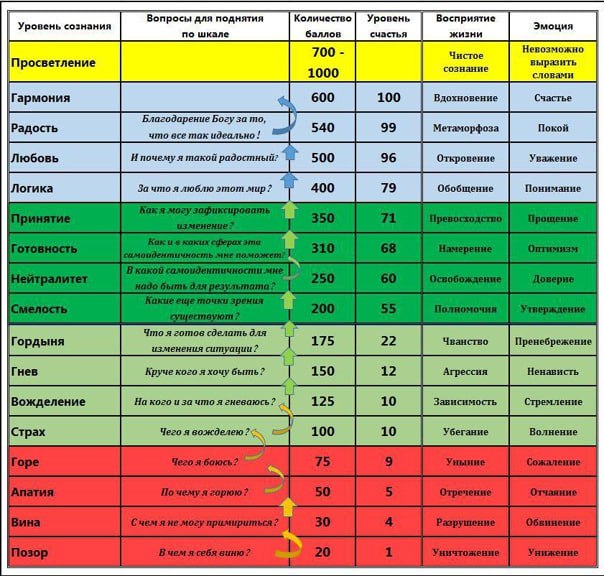 Уровень сознания Вопросы для поднятия по шкале Количество баллов Уровень счастья Восприятие жизни Эмоция
Просветление 700 - 1000 Чистое сознание Невозможно выразить словами
Гармония 600 100 Вдохновение Счастье
Радость Благодарение Богу за то, что все так идеально! 540 99 Метаморфоза Покой
Любовь И почему я такой радостный? 500 96 Откровение Уважение
Логика За что я люблю этот мир? 400 79 Обобщение Понимание
Принятие Как я могу зафиксировать изменение? 350 71 Превосходство Прощение
Готовность Как и в каких сферах эта самоидентичность мне поможет? 310 68 Намерение Оптимизм
Нейтралитет В какой самоидентичности мне надо быть для результата? 250 60 Освобождение Доверие
Смелость Какие еще точки зрения существуют? 200 55 Полномочия Утверждение
Гордыня Что я готов сделать для изменения ситуации? 175 22 Чванство Пренебрежение
Гнев Круче кого я хочу быть? 150 12 Агрессия Ненависть
Вожделение На кого и за что я гневаюсь? 125 10 Зависимость Стремление
Страх Чего я вожделею? 100 10 Убегание Волнение
Горе Чего я боюсь? 75 9 Уныние Сожаление
Апатия По чему я горюю? 50 5 Отречение Отчаяние
Вина С чем я не могу примириться? 30 4 Разрушение Обвинение
Позор В чем я себя виню? 20 1 Уничтожение Унижение